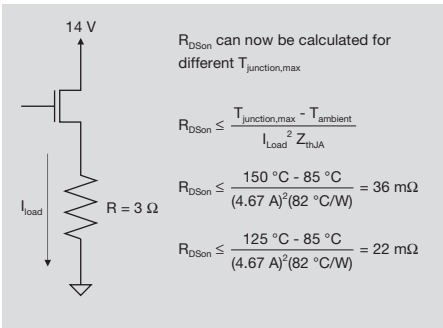 14 V
R_DSon can now be calculated for
different T_junction,max
R_DSon ≤ (T_junction,max - T_ambient) / (I_Load² Z_thJA)
R_DSon ≤ (150 °C - 85 °C) / ((4.67 A)²(82 °C/W)) = 36 mΩ
I_load
R = 3 Ω
R_DSon ≤ (125 °C - 85 °C) / ((4.67 A)²(82 °C/W)) = 22 mΩ